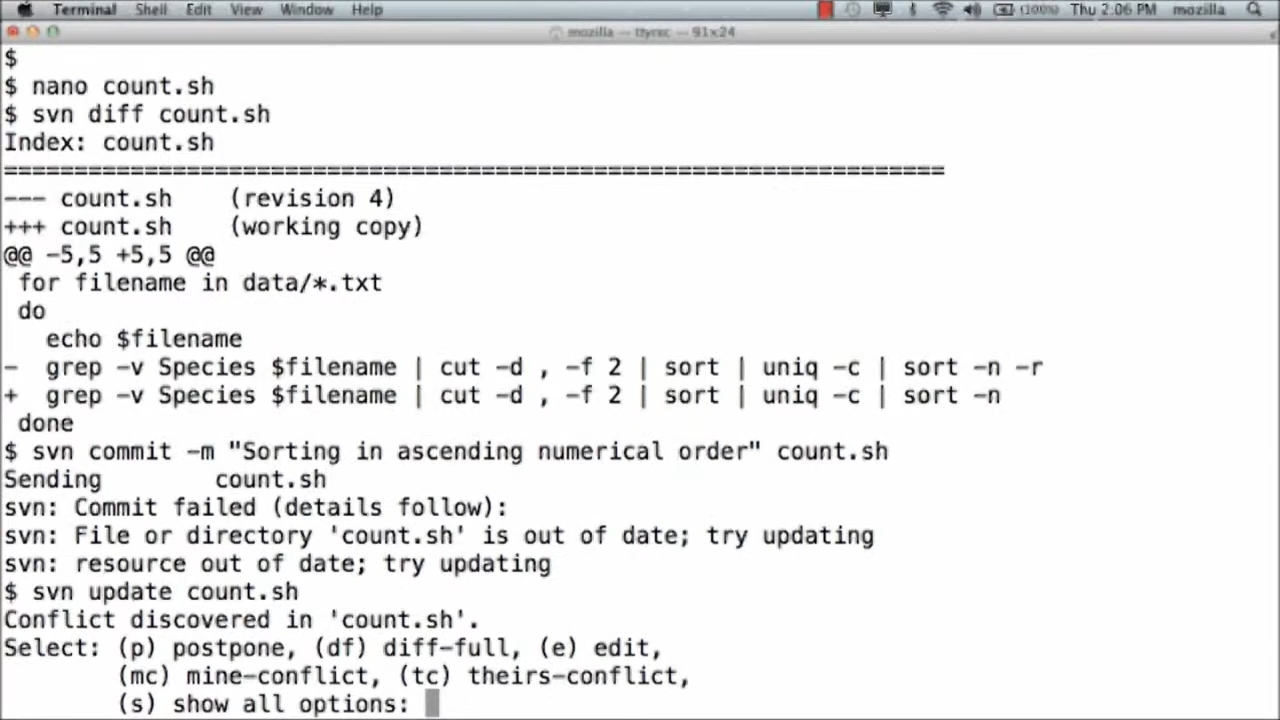 Terminal Shell Edit View Window Help (100%) Thu 2:06 PM mozilla
mozilla — ttyrec — 91×24
$
$ nano count.sh
$ svn diff count.sh
Index: count.sh
===================================================================
--- count.sh    (revision 4)
+++ count.sh    (working copy)
@@ -5,5 +5,5 @@
 for filename in data/*.txt
 do
   echo $filename
-  grep -v Species $filename | cut -d , -f 2 | sort | uniq -c | sort -n -r
+  grep -v Species $filename | cut -d , -f 2 | sort | uniq -c | sort -n
 done
$ svn commit -m "Sorting in ascending numerical order" count.sh
Sending        count.sh
svn: Commit failed (details follow):
svn: File or directory 'count.sh' is out of date; try updating
svn: resource out of date; try updating
$ svn update count.sh
Conflict discovered in 'count.sh'.
Select: (p) postpone, (df) diff-full, (e) edit,
        (mc) mine-conflict, (tc) theirs-conflict,
        (s) show all options: